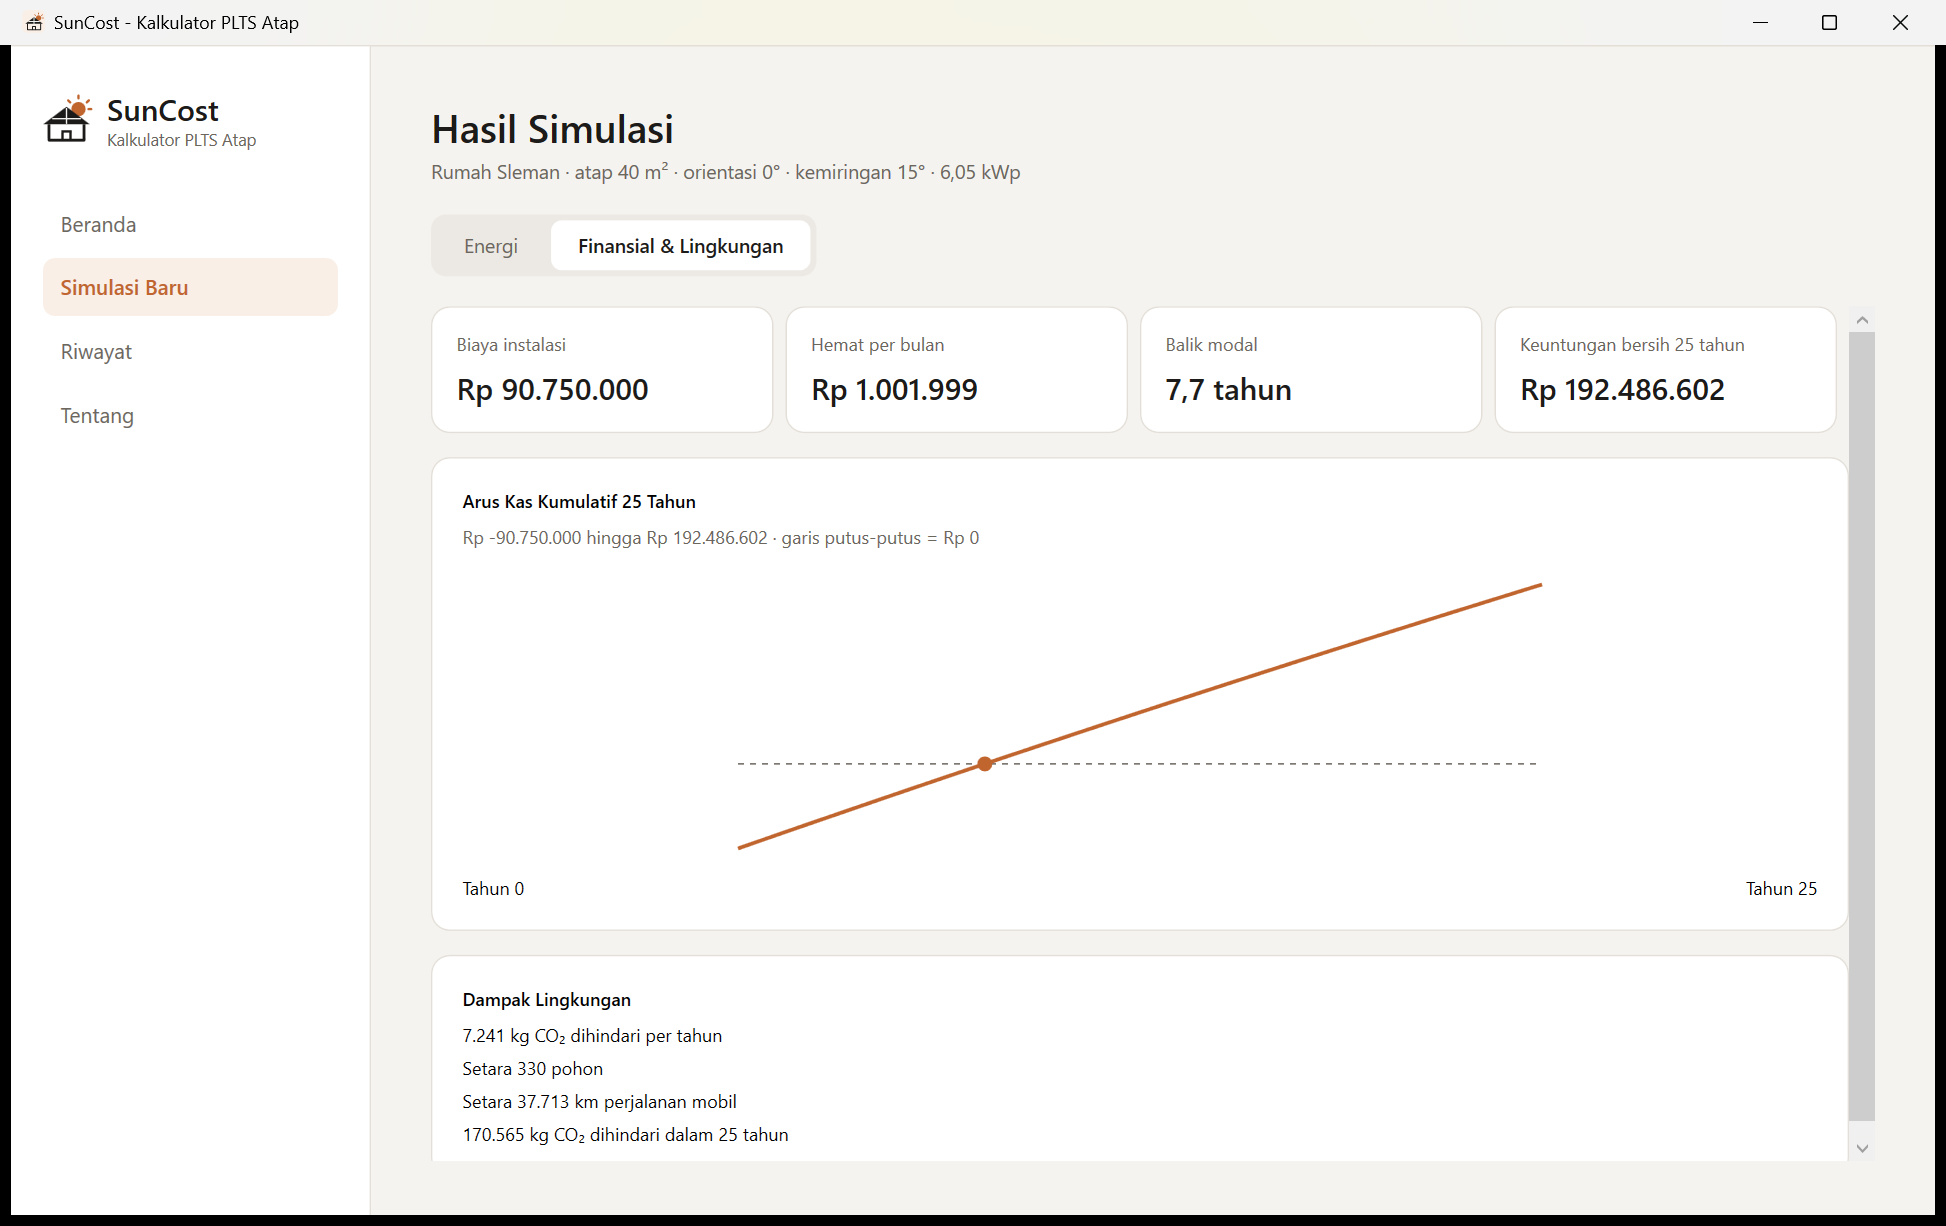 SunCost - Kalkulator PLTS Atap
SunCost
Kalkulator PLTS Atap
Beranda
Simulasi Baru
Riwayat
Tentang
Hasil Simulasi
Rumah Sleman · atap 40 m² · orientasi 0° · kemiringan 15° · 6,05 kWp
Energi
Finansial & Lingkungan
Biaya instalasi
Rp 90.750.000
Hemat per bulan
Rp 1.001.999
Balik modal
7,7 tahun
Keuntungan bersih 25 tahun
Rp 192.486.602
Arus Kas Kumulatif 25 Tahun
Rp -90.750.000 hingga Rp 192.486.602 · garis putus-putus = Rp 0
Tahun 0
Tahun 25
Dampak Lingkungan
7.241 kg CO₂ dihindari per tahun
Setara 330 pohon
Setara 37.713 km perjalanan mobil
170.565 kg CO₂ dihindari dalam 25 tahun